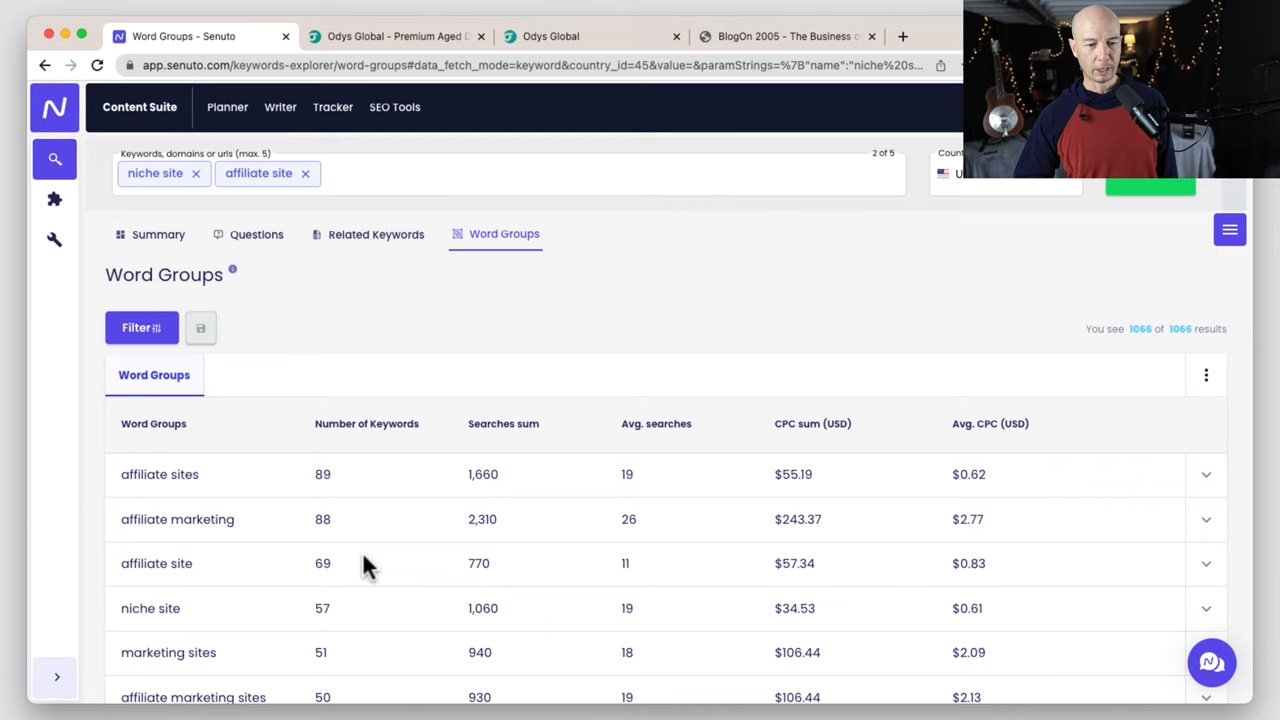 Word Groups - Senuto
Odys Global - Premium Aged D
Odys Global
BlogOn 2005 - The Business o
app.senuto.com/keywords-explorer/word-groups#data_fetch_mode=keyword&country_id=45&value=&paramStrings=%7B"name":"niche%20s...
Content Suite
Planner
Writer
Tracker
SEO Tools
Keywords, domains or urls (max. 5)
2 of 5
Coun
niche site
affiliate site
U
Summary
Questions
Related Keywords
Word Groups
Word Groups
Filter
You see 1066 of 1066 results
Word Groups
Word Groups Number of Keywords Searches sum Avg. searches CPC sum (USD) Avg. CPC (USD)
affiliate sites 89 1,660 19 $55.19 $0.62
affiliate marketing 88 2,310 26 $243.37 $2.77
affiliate site 69 770 11 $57.34 $0.83
niche site 57 1,060 19 $34.53 $0.61
marketing sites 51 940 18 $106.44 $2.09
affiliate marketing sites 50 930 19 $106.44 $2.13